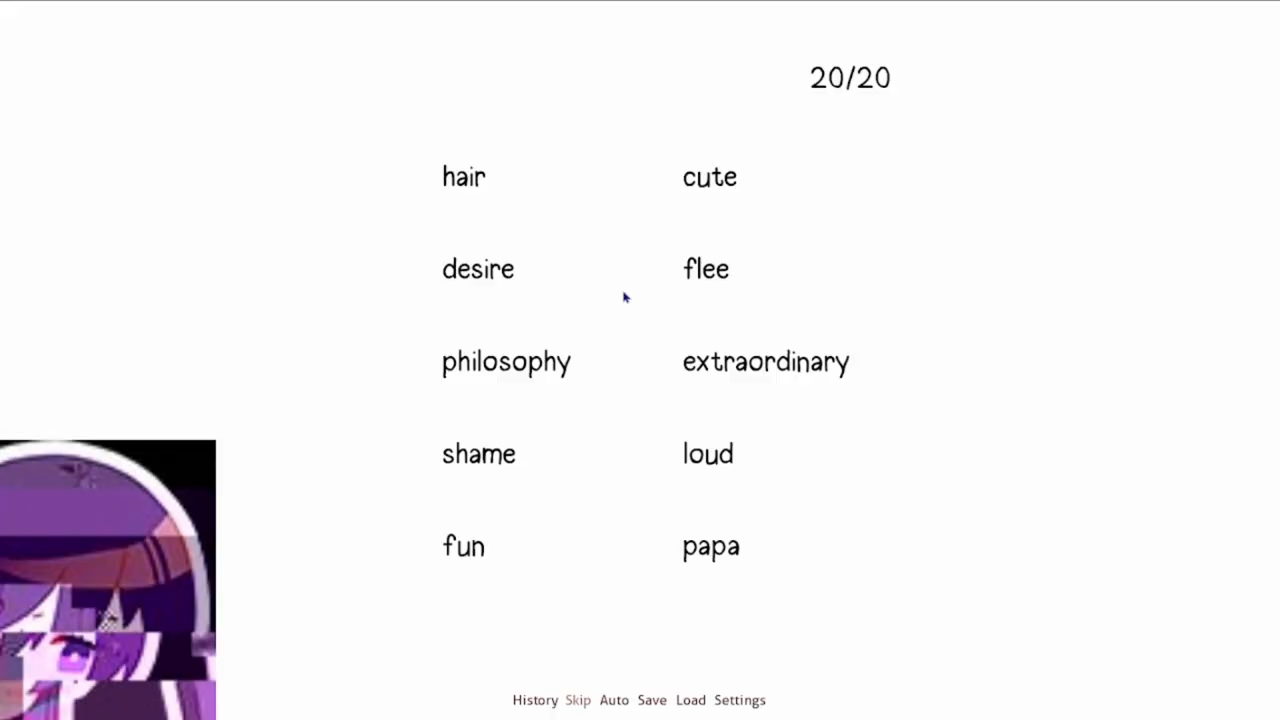 20/20
hair cute
desire flee
philosophy extraordinary
shame loud
fun papa
History Skip Auto Save Load Settings